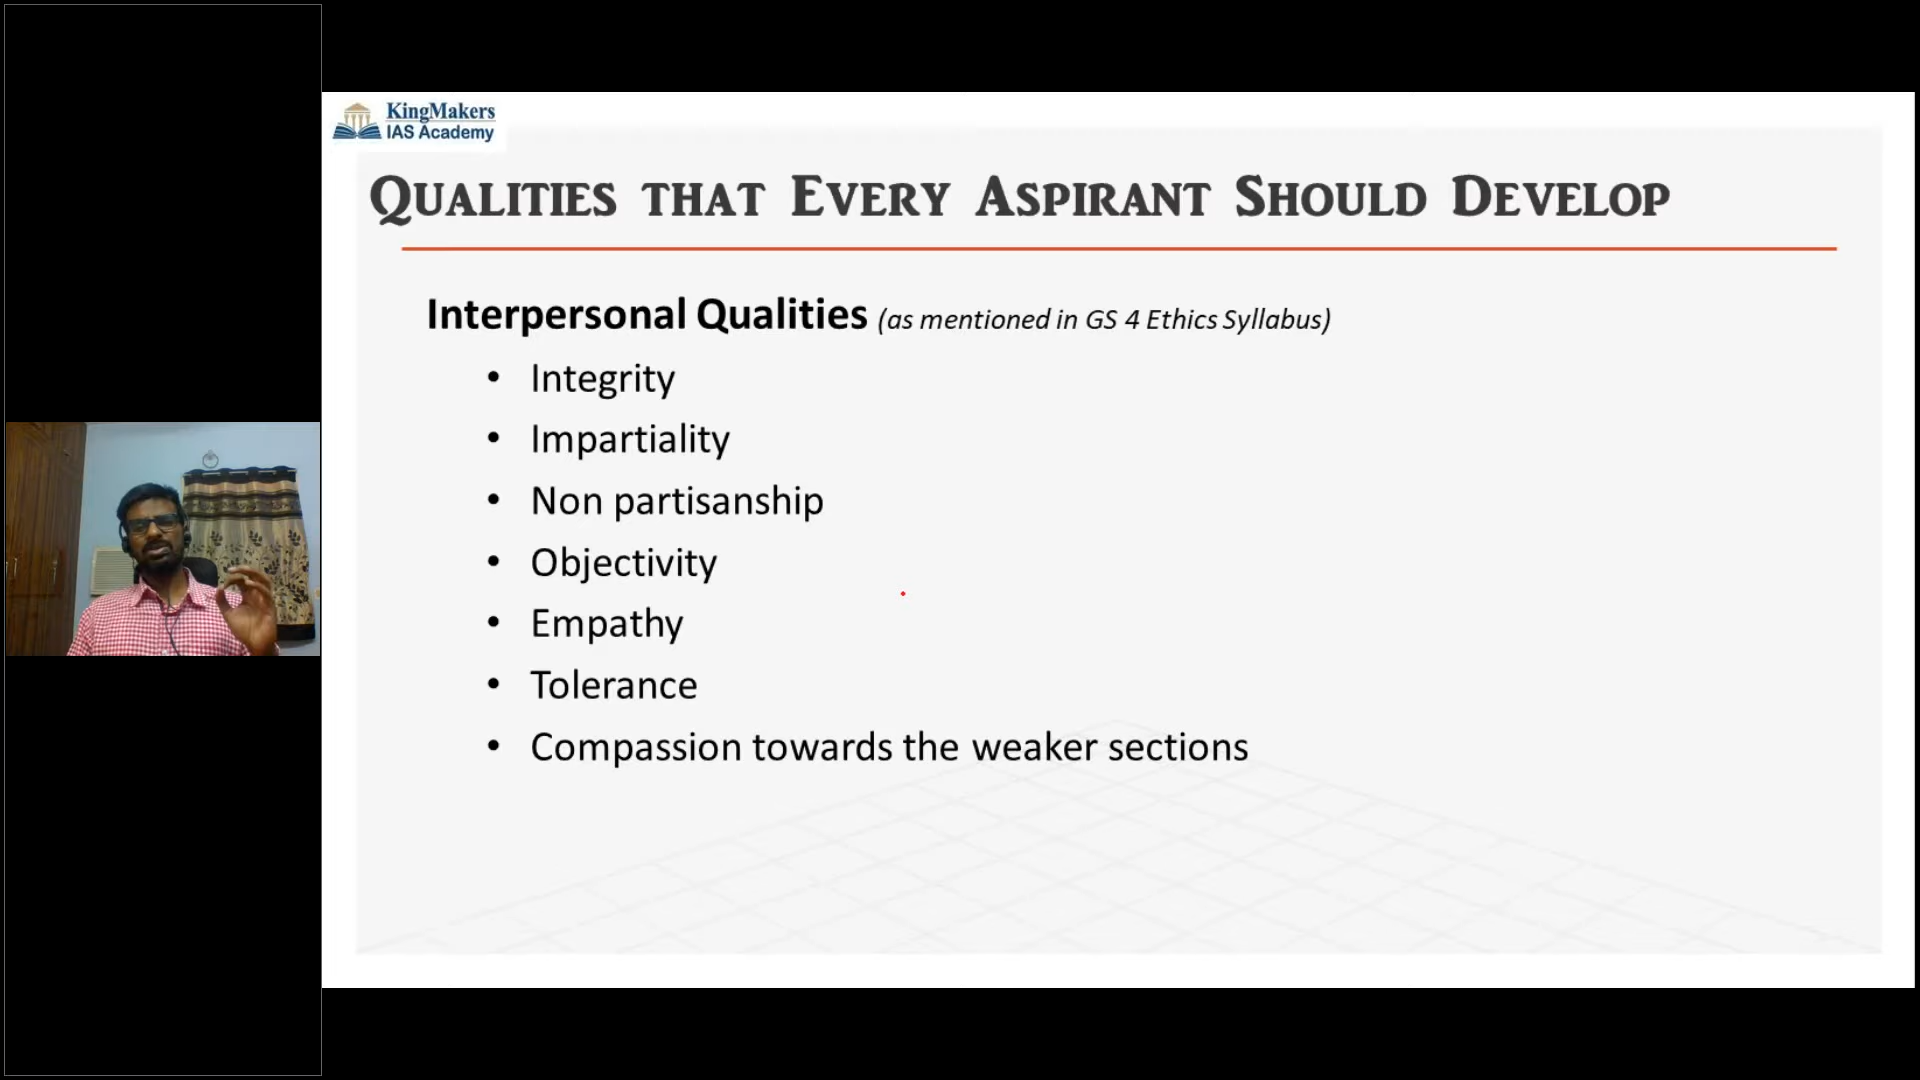 KingMakers
IAS Academy
Qualities that Every Aspirant Should Develop
Interpersonal Qualities (as mentioned in GS 4 Ethics Syllabus)
• Integrity
• Impartiality
• Non partisanship
• Objectivity
• Empathy
• Tolerance
• Compassion towards the weaker sections